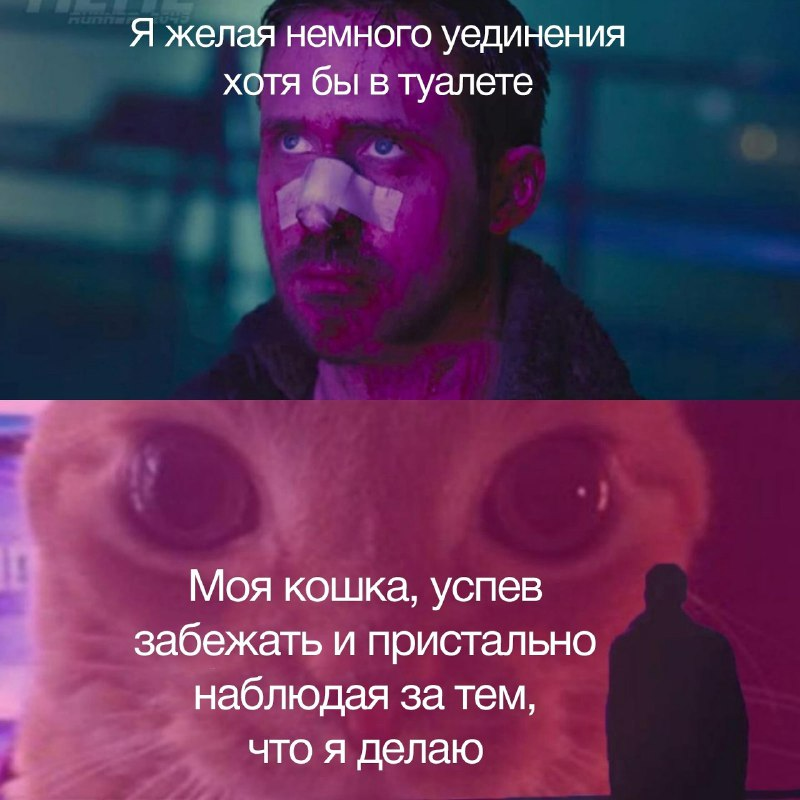 Я желая немного уединения
хотя бы в туалете
Моя кошка, успев
забежать и пристально
наблюдая за тем,
что я делаю